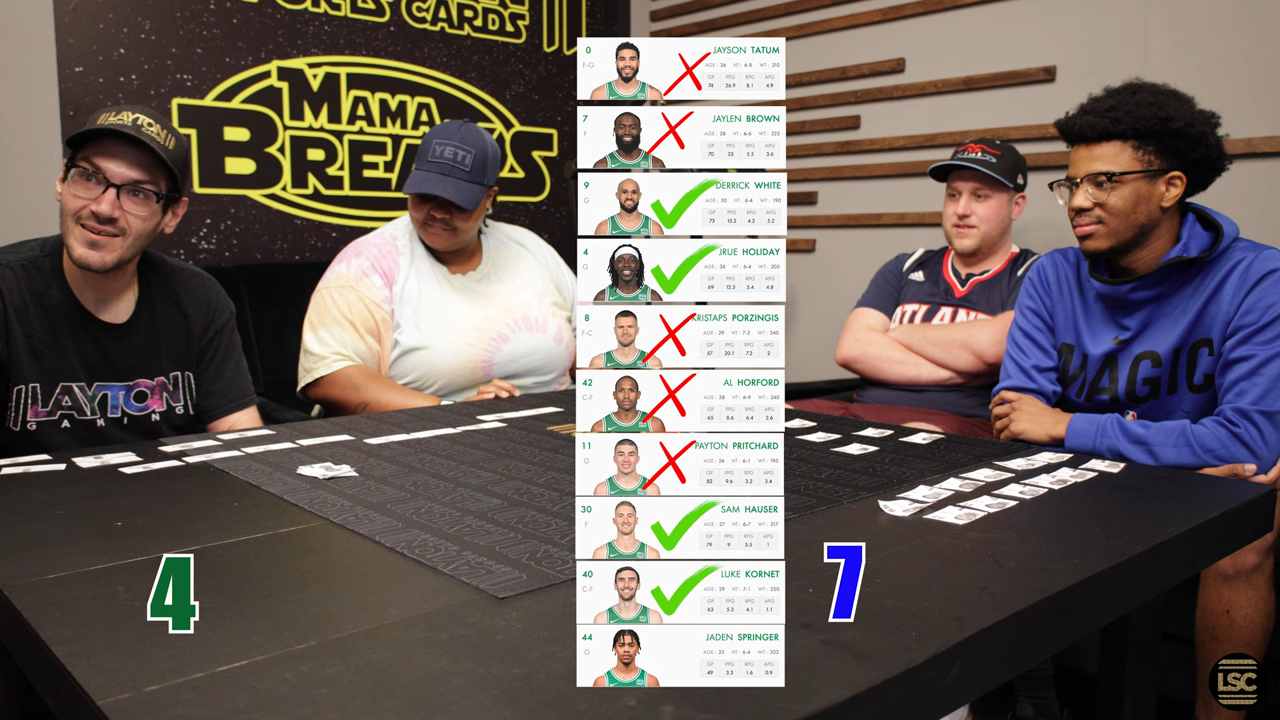 SPORTS CARDS
MAMA
BREAKS
LAYTON
YETI
LAYTON
GAMING
ATLANTA
MAGIC
0
F-G
JAYSON TATUM
AGE: 26 HT: 6-8 WT: 210
GP PPG RPG APG
74 26.9 8.1 4.9
7
F
JAYLEN BROWN
AGE: 28 HT: 6-6 WT: 223
GP PPG RPG APG
70 23 5.5 3.6
9
G
DERRICK WHITE
AGE: 30 HT: 6-4 WT: 190
GP PPG RPG APG
73 15.2 4.2 5.2
4
G
JRUE HOLIDAY
AGE: 34 HT: 6-4 WT: 205
GP PPG RPG APG
69 12.5 5.4 4.8
8
F-C
KRISTAPS PORZINGIS
AGE: 29 HT: 7-2 WT: 240
GP PPG RPG APG
57 20.1 7.2 2
42
C-F
AL HORFORD
AGE: 38 HT: 6-9 WT: 240
GP PPG RPG APG
65 8.6 6.4 2.6
11
G
PAYTON PRITCHARD
AGE: 26 HT: 6-1 WT: 195
GP PPG RPG APG
82 9.6 3.2 3.4
30
F
SAM HAUSER
AGE: 27 HT: 6-7 WT: 217
GP PPG RPG APG
79 9 3.5 1
40
C-F
LUKE KORNET
AGE: 29 HT: 7-1 WT: 250
GP PPG RPG APG
63 5.3 4.1 1.1
44
G
JADEN SPRINGER
AGE: 22 HT: 6-4 WT: 202
GP PPG RPG APG
49 3.3 1.6 0.9
4
7
LSC